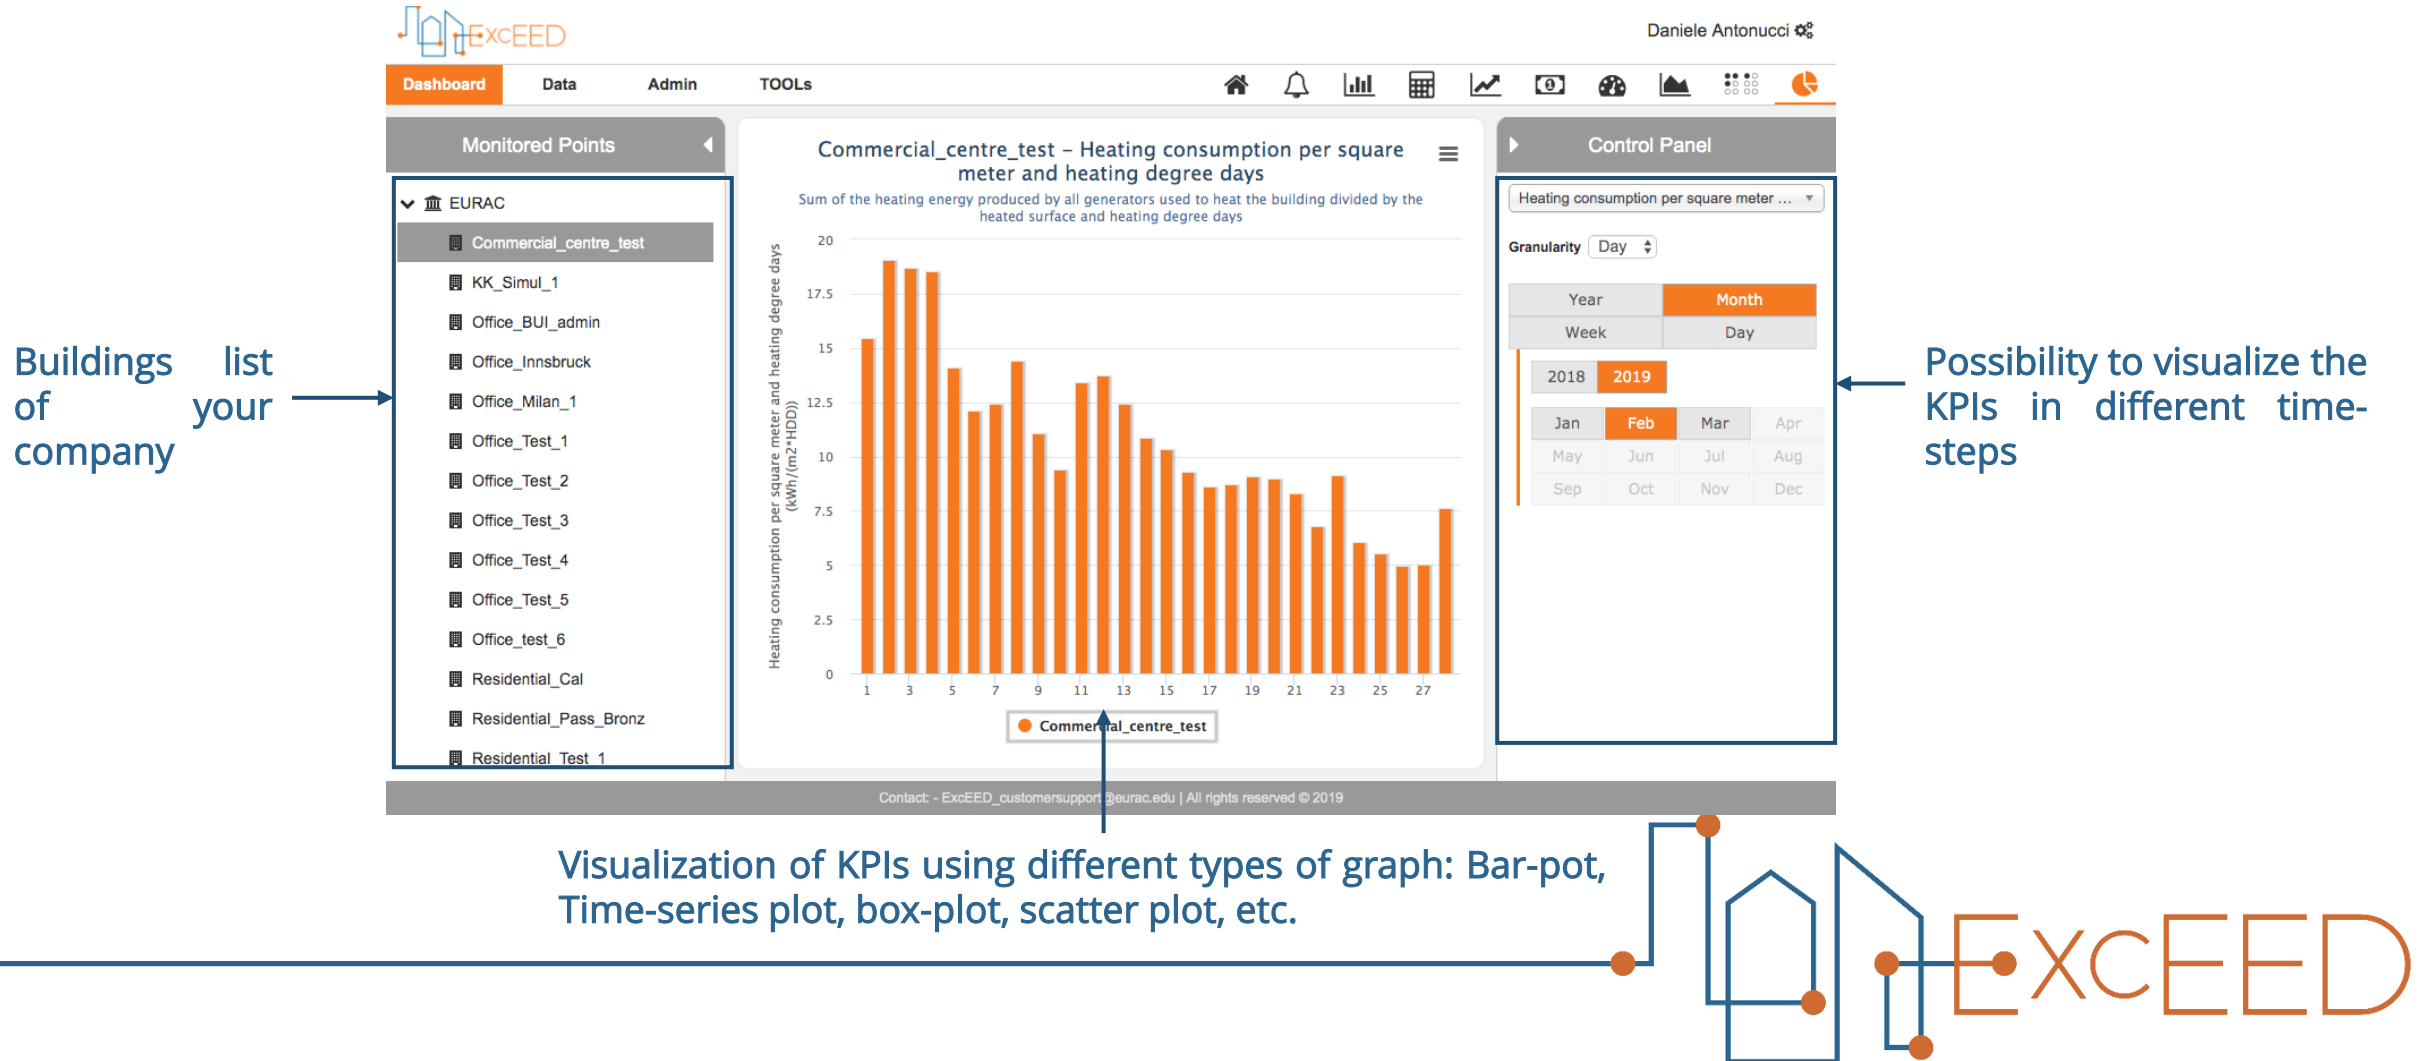 EXCEED
Daniele Antonucci
Dashboard
Data
Admin
TOOLs
Monitored Points
EURAC
Commercial_centre_test
KK_Simul_1
Office_BUI_admin
Office_Innsbruck
Office_Milan_1
Office_Test_1
Office_Test_2
Office_Test_3
Office_Test_4
Office_Test_5
Office_test_6
Residential_Cal
Residential_Pass_Bronz
Residential_Test_1
Commercial_centre_test – Heating consumption per square
meter and heating degree days
Sum of the heating energy produced by all generators used to heat the building divided by the
heated surface and heating degree days
Heating consumption per square meter and heating degree days
(kWh/(m2*HDD))
20
17.5
15
12.5
10
7.5
5
2.5
0
1 3 5 7 9 11 13 15 17 19 21 23 25 27
Commercial_centre_test
Control Panel
Heating consumption per square meter ...
Granularity Day
Year Month
Week Day
2018 2019
Jan Feb Mar Apr
May Jun Jul Aug
Sep Oct Nov Dec
Contact: - ExcEED_customersupport@eurac.edu | All rights reserved © 2019
Buildings list
of your
company
Possibility to visualize the
KPIs in different time-
steps
Visualization of KPIs using different types of graph: Bar-pot,
Time-series plot, box-plot, scatter plot, etc.
EXCEED